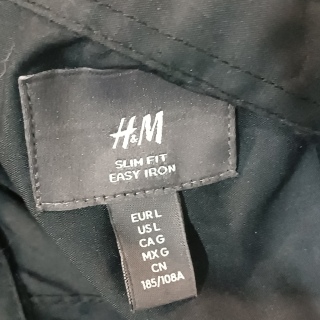 H&M
SLIM FIT
EASY IRON
EUR L
US L
CA G
MX G
CN
185/108A